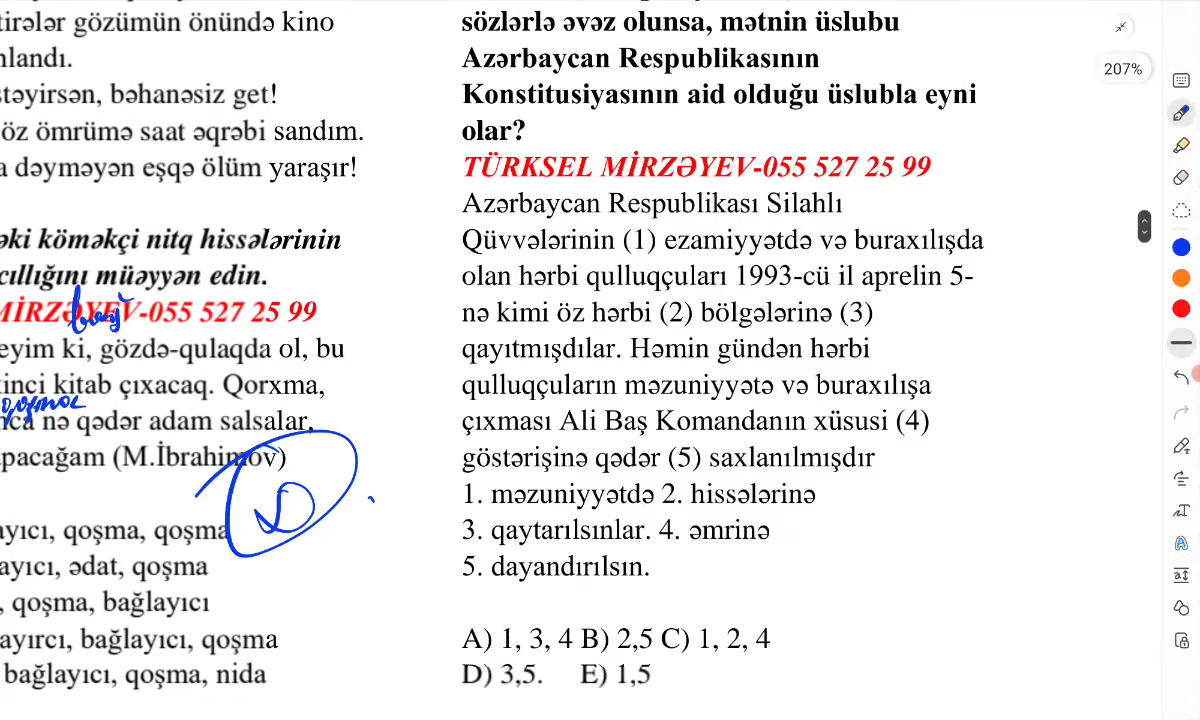 tirələr gözümün önündə kino
nlandı.
stəyirsən, bəhanəsiz get!
öz ömrümə saat əqrəbi sandım.
a dəyməyən eşqə ölüm yaraşır!
əki köməkçi nitq hissələrinin
cıllığını müəyyən edin.
MİRZƏYEV-055 527 25 99
bağ
eyim ki, gözdə-qulaqda ol, bu
kinci kitab çıxacaq. Qorxma,
qoşma
nca nə qədər adam salsalar,
pacağam (M.İbrahimov)
D
ayıcı, qoşma, qoşma
ayıcı, ədat, qoşma
, qoşma, bağlayıcı
ayırcı, bağlayıcı, qoşma
bağlayıcı, qoşma, nida
sözlərlə əvəz olunsa, mətnin üslubu
Azərbaycan Respublikasının
Konstitusiyasının aid olduğu üslubla eyni
olar?
TÜRKSEL MİRZƏYEV-055 527 25 99
Azərbaycan Respublikası Silahlı
Qüvvələrinin (1) ezamiyyətdə və buraxılışda
olan hərbi qulluqçuları 1993-cü il aprelin 5-
nə kimi öz hərbi (2) bölgələrinə (3)
qayıtmışdılar. Həmin gündən hərbi
qulluqçuların məzuniyyətə və buraxılışa
çıxması Ali Baş Komandanın xüsusi (4)
göstərişinə qədər (5) saxlanılmışdır
1. məzuniyyətdə 2. hissələrinə
3. qaytarılsınlar. 4. əmrinə
5. dayandırılsın.
A) 1, 3, 4 B) 2,5 C) 1, 2, 4
D) 3,5. E) 1,5
207%